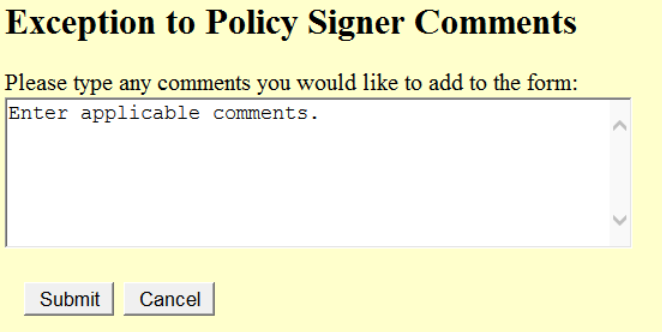 Exception to Policy Signer Comments
Please type any comments you would like to add to the form:
Enter applicable comments.
Submit Cancel